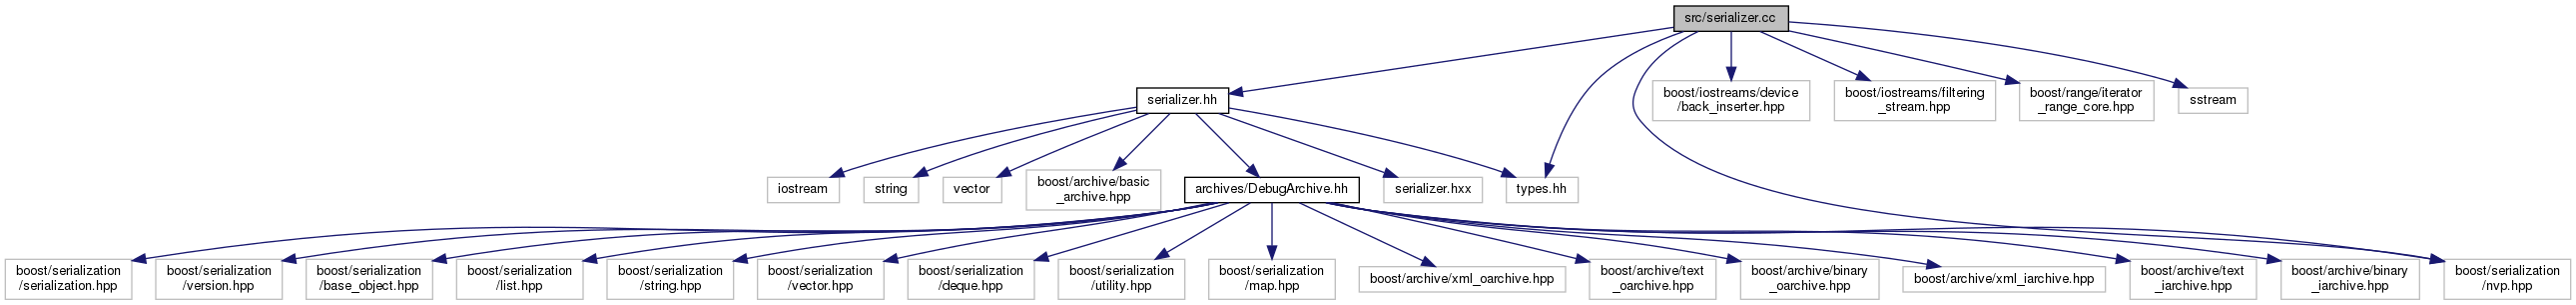 src/serializer.cc
serializer.hh
boost/iostreams/device
/back_inserter.hpp
boost/iostreams/filtering
_stream.hpp
boost/range/iterator
_range_core.hpp
sstream
iostream
string
vector
boost/archive/basic
_archive.hpp
archives/DebugArchive.hh
serializer.hxx
types.hh
boost/serialization
/serialization.hpp
boost/serialization
/version.hpp
boost/serialization
/base_object.hpp
boost/serialization
/list.hpp
boost/serialization
/string.hpp
boost/serialization
/vector.hpp
boost/serialization
/deque.hpp
boost/serialization
/utility.hpp
boost/serialization
/map.hpp
boost/archive/xml_oarchive.hpp
boost/archive/text
_oarchive.hpp
boost/archive/binary
_oarchive.hpp
boost/archive/xml_iarchive.hpp
boost/archive/text
_iarchive.hpp
boost/archive/binary
_iarchive.hpp
boost/serialization
/nvp.hpp